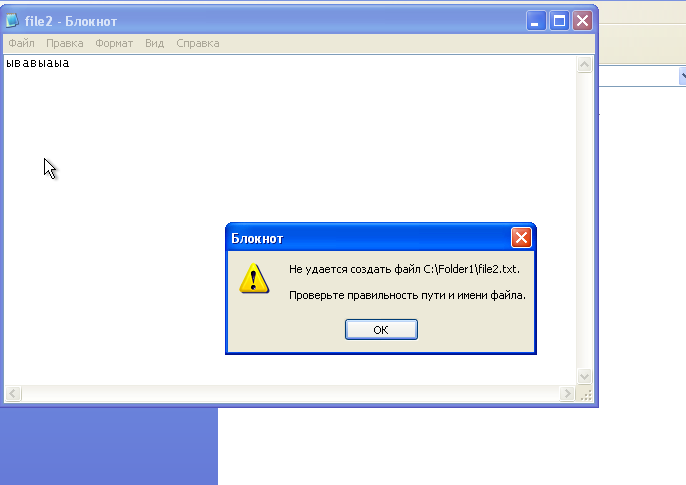 file2 - Блокнот
Файл Правка Формат Вид Справка
ывавыаыа
Блокнот
Не удается создать файл C:\Folder1\file2.txt.
Проверьте правильность пути и имени файла.
OK